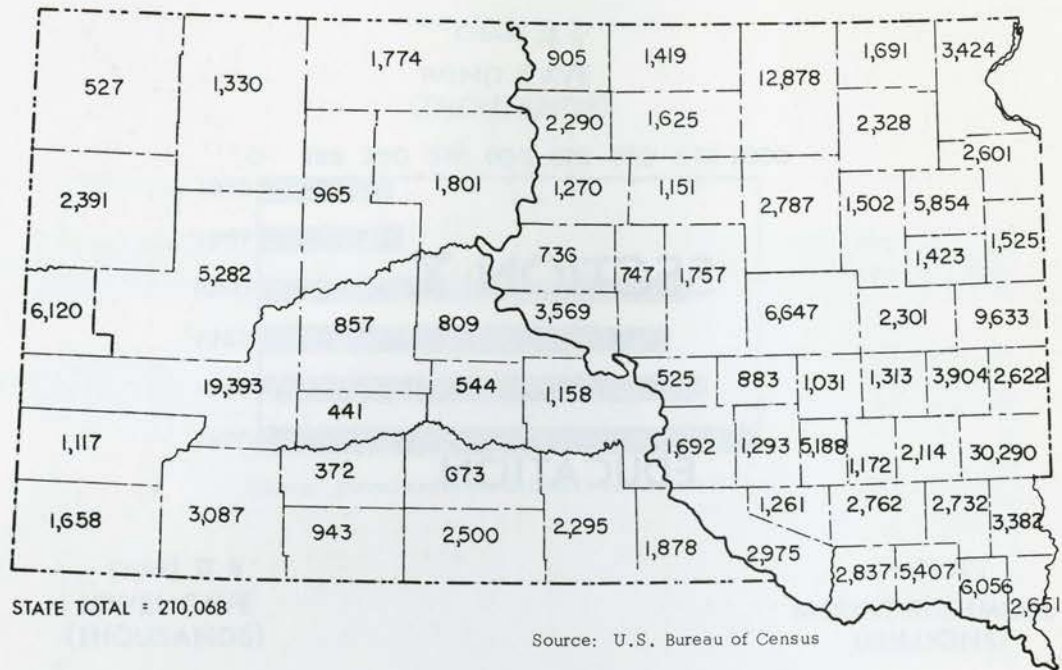 527 1,330 1,774 905 1,419 12,878 1,691 3,424
2,290 1,625 2,328
2,601
2,391 965 1,801 1,270 1,151 2,787 1,502 5,854
1,525
5,282 736 747 1,757 1,423
6,120 857 809 3,569 6,647 2,301 9,633
19,393 441 544 1,158 525 883 1,031 1,313 3,904 2,622
1,117 372 673 1,692 1,293 5,188 1,172 2,114 30,290
1,658 3,087 943 2,500 2,295 1,878 1,261 2,762 2,732 3,382
2,975 2,837 5,407 6,056 2,651
STATE TOTAL = 210,068
Source: U.S. Bureau of Census